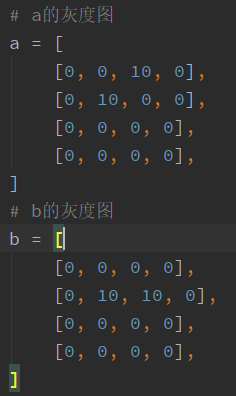 # a的灰度图
a = [
    [0, 0, 10, 0],
    [0, 10, 0, 0],
    [0, 0, 0, 0],
    [0, 0, 0, 0],
]
# b的灰度图
b = [
    [0, 0, 0, 0],
    [0, 10, 10, 0],
    [0, 0, 0, 0],
    [0, 0, 0, 0],
]